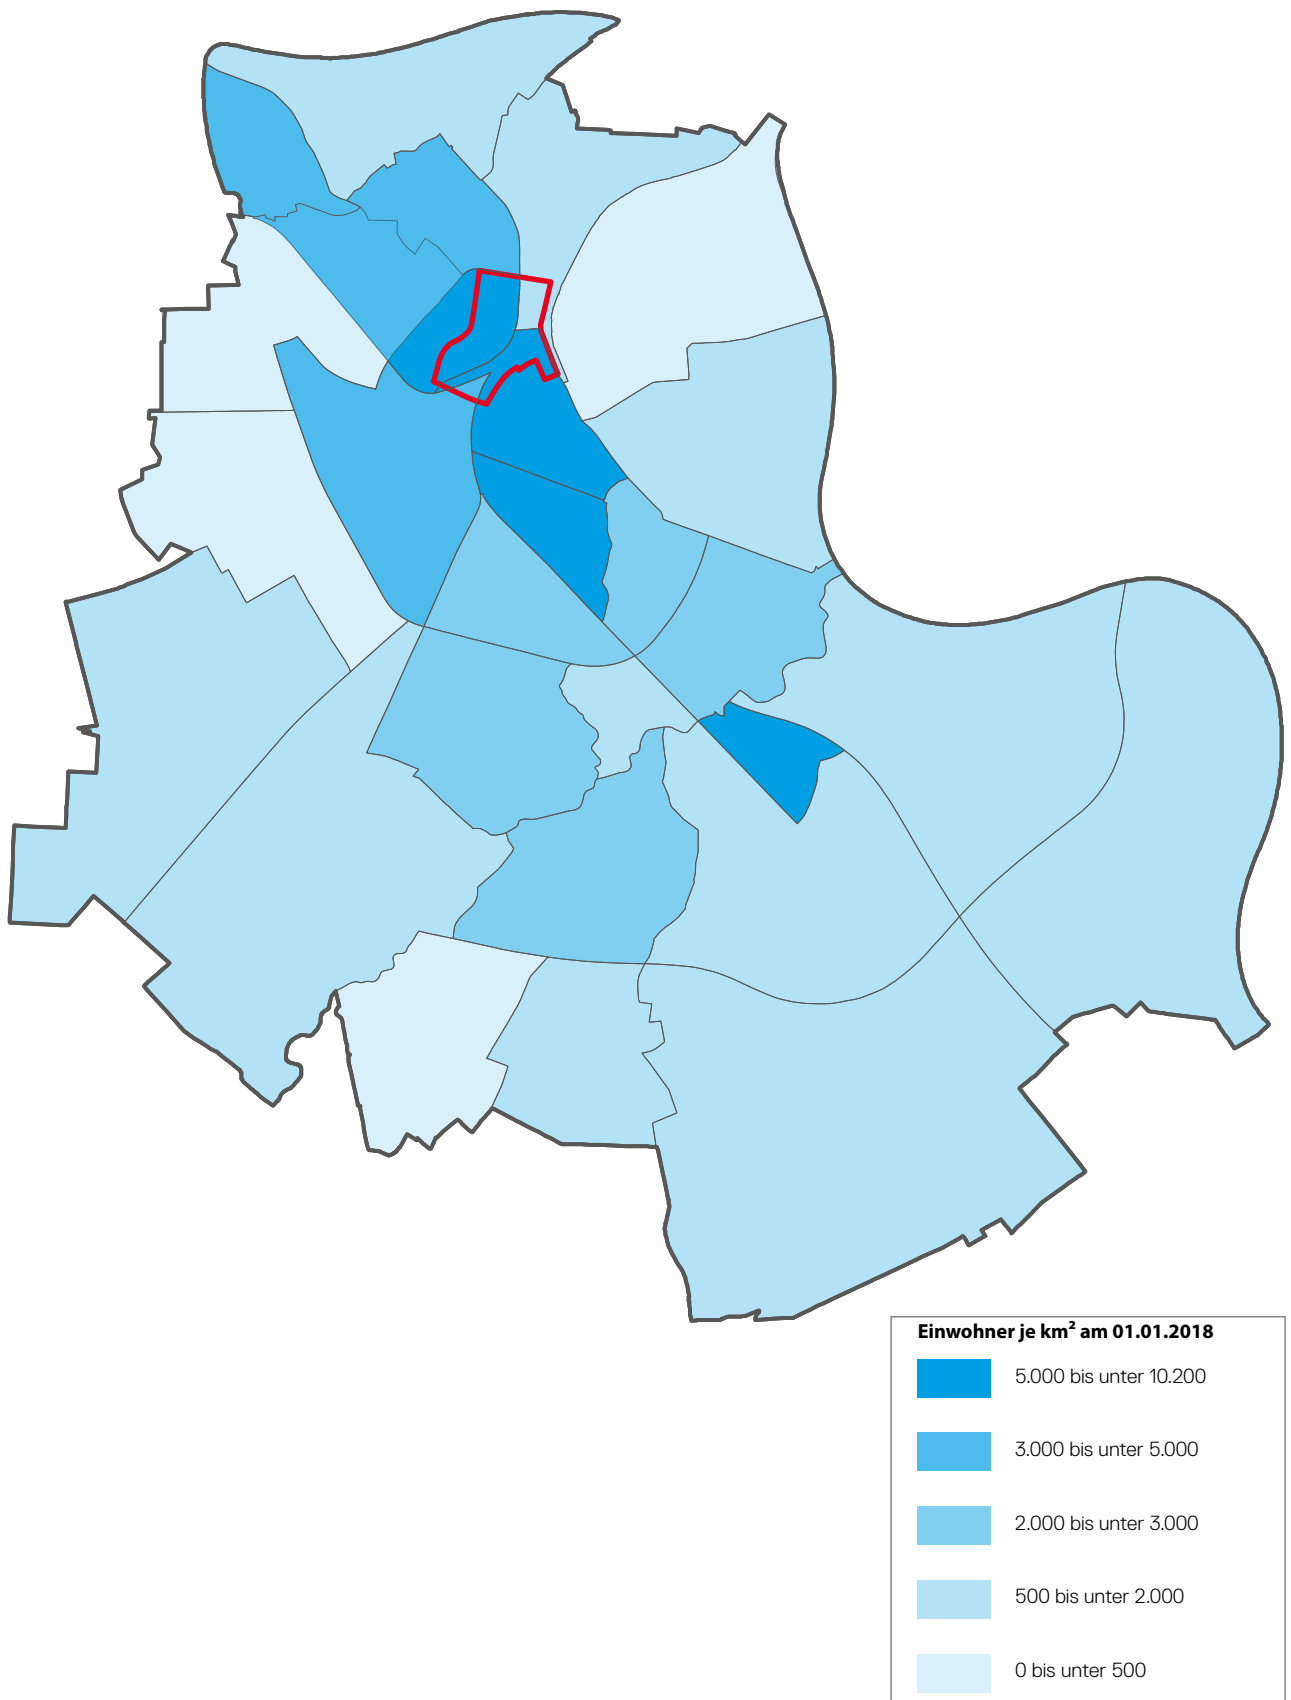 Einwohner je km² am 01.01.2018
5.000 bis unter 10.200
3.000 bis unter 5.000
2.000 bis unter 3.000
500 bis unter 2.000
0 bis unter 500